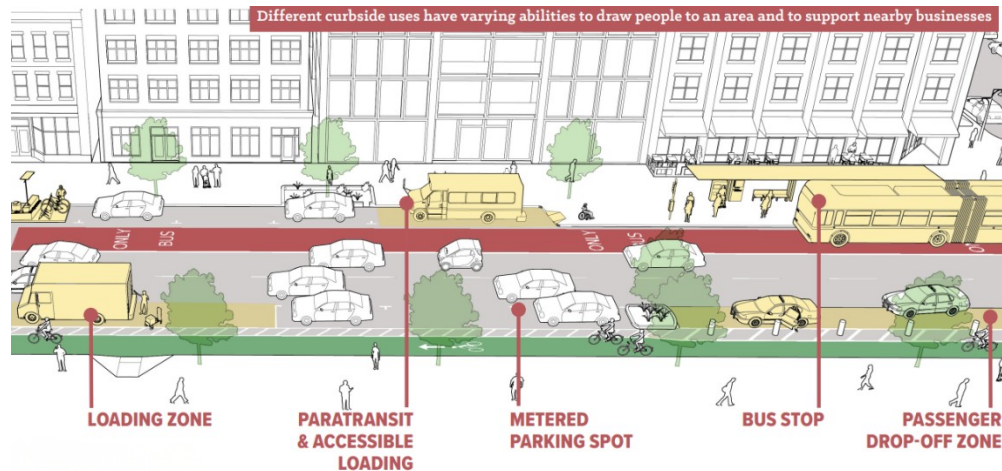 Different curbside uses have varying abilities to draw people to an area and to support nearby businesses
ONLY
BUS
ONLY
BUS
LOADING ZONE
PARATRANSIT
& ACCESSIBLE
LOADING
METERED
PARKING SPOT
BUS STOP
PASSENGER
DROP-OFF ZONE